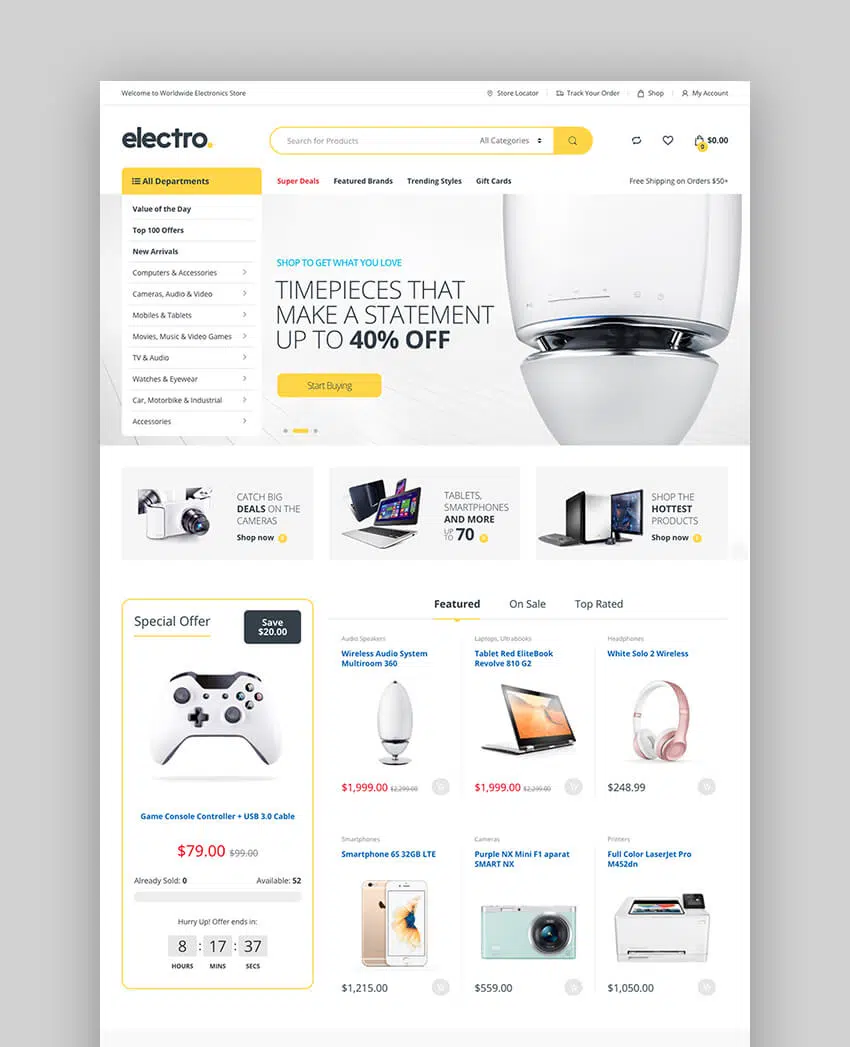 Welcome to Worldwide Electronics Store
Store Locator
Track Your Order
Shop
My Account
electro.
Search for Products
All Categories
0
$0.00
All Departments
Super Deals
Featured Brands
Trending Styles
Gift Cards
Free Shipping on Orders $50+
Value of the Day
Top 100 Offers
New Arrivals
Computers & Accessories
Cameras, Audio & Video
Mobiles & Tablets
Movies, Music & Video Games
TV & Audio
Watches & Eyewear
Car, Motorbike & Industrial
Accessories
SHOP TO GET WHAT YOU LOVE
TIMEPIECES THAT
MAKE A STATEMENT
UP TO 40% OFF
Start Buying
CATCH BIG
DEALS ON THE
CAMERAS
Shop now
TABLETS,
SMARTPHONES
AND MORE
UP TO 70
SHOP THE
HOTTEST
PRODUCTS
Shop now
Special Offer
Save
$20.00
Game Console Controller + USB 3.0 Cable
$79.00 $99.00
Already Sold: 0
Available: 52
Hurry Up! Offer ends in:
8 : 17 : 37
HOURS MINS SECS
Featured
On Sale
Top Rated
Audio Speakers
Wireless Audio System
Multiroom 360
$1,999.00 $2,299.00
Laptops, Ultrabooks
Tablet Red EliteBook
Revolve 810 G2
$1,999.00 $2,299.00
Headphones
White Solo 2 Wireless
$248.99
Smartphones
Smartphone 6S 32GB LTE
$1,215.00
Cameras
Purple NX Mini F1 aparat
SMART NX
$559.00
Printers
Full Color LaserJet Pro
M452dn
$1,050.00